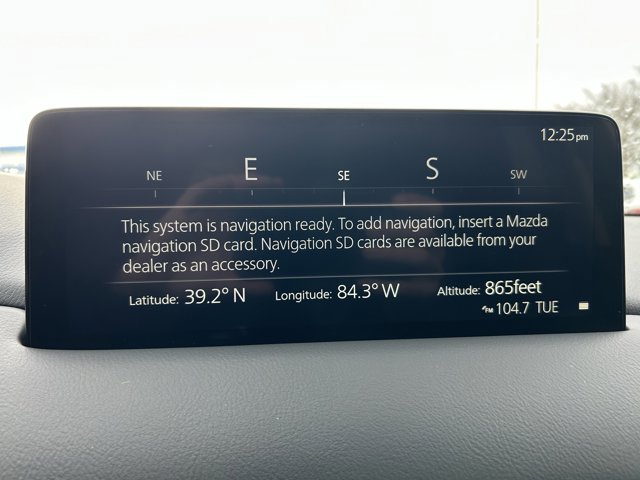 12:25pm
NE E SE S SW
This system is navigation ready. To add navigation, insert a Mazda
navigation SD card. Navigation SD cards are available from your
dealer as an accessory.
Latitude: 39.2° N Longitude: 84.3° W Altitude: 865feet
FM 104.7 TUE